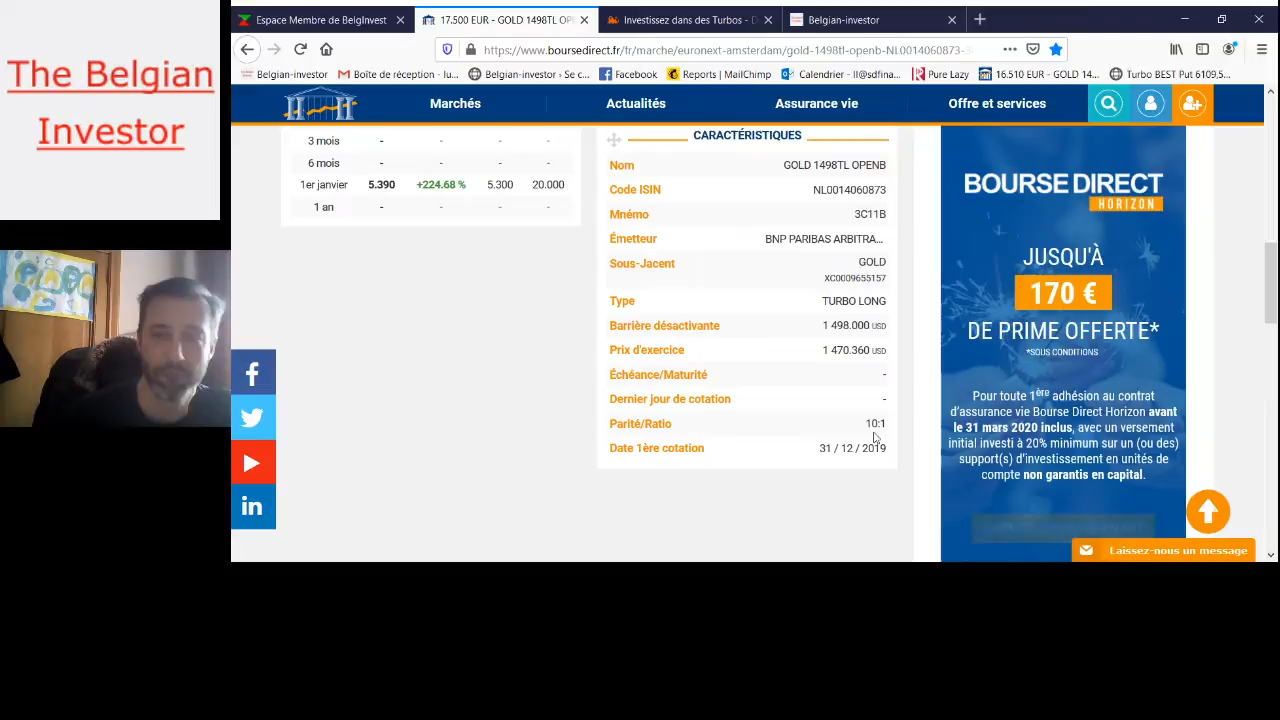 The Belgian
Investor
Espace Membre de BelgInvest
17.500 EUR - GOLD 1498TL OPE
Investissez dans des Turbos - D
Belgian-investor
https://www.boursedirect.fr/fr/marche/euronext-amsterdam/gold-1498tl-openb-NL0014060873-
Belgian-investor
Boîte de réception - lu...
Belgian-investor › Se c...
Facebook
Reports | MailChimp
Calendrier - ll@sdfina...
Pure Lazy
16.510 EUR - GOLD 14...
Turbo BEST Put 6109,5...
Marchés
Actualités
Assurance vie
Offre et services
3 mois - - - -
6 mois - - - -
1er janvier 5.390 +224.68 % 5.300 20.000
1 an - - - -
CARACTÉRISTIQUES
Nom GOLD 1498TL OPENB
Code ISIN NL0014060873
Mnémo 3C11B
Émetteur BNP PARIBAS ARBITRA...
Sous-Jacent GOLD
XC0009655157
Type TURBO LONG
Barrière désactivante 1 498.000 USD
Prix d'exercice 1 470.360 USD
Échéance/Maturité -
Dernier jour de cotation -
Parité/Ratio 10:1
Date 1ère cotation 31 / 12 / 2019
BOURSE DIRECT
HORIZON
JUSQU'À
170 €
DE PRIME OFFERTE*
*SOUS CONDITIONS
Pour toute 1ère adhésion au contrat
d'assurance vie Bourse Direct Horizon avant
le 31 mars 2020 inclus, avec un versement
initial investi à 20% minimum sur un (ou des)
support(s) d'investissement en unités de
compte non garantis en capital.
Laissez-nous un message